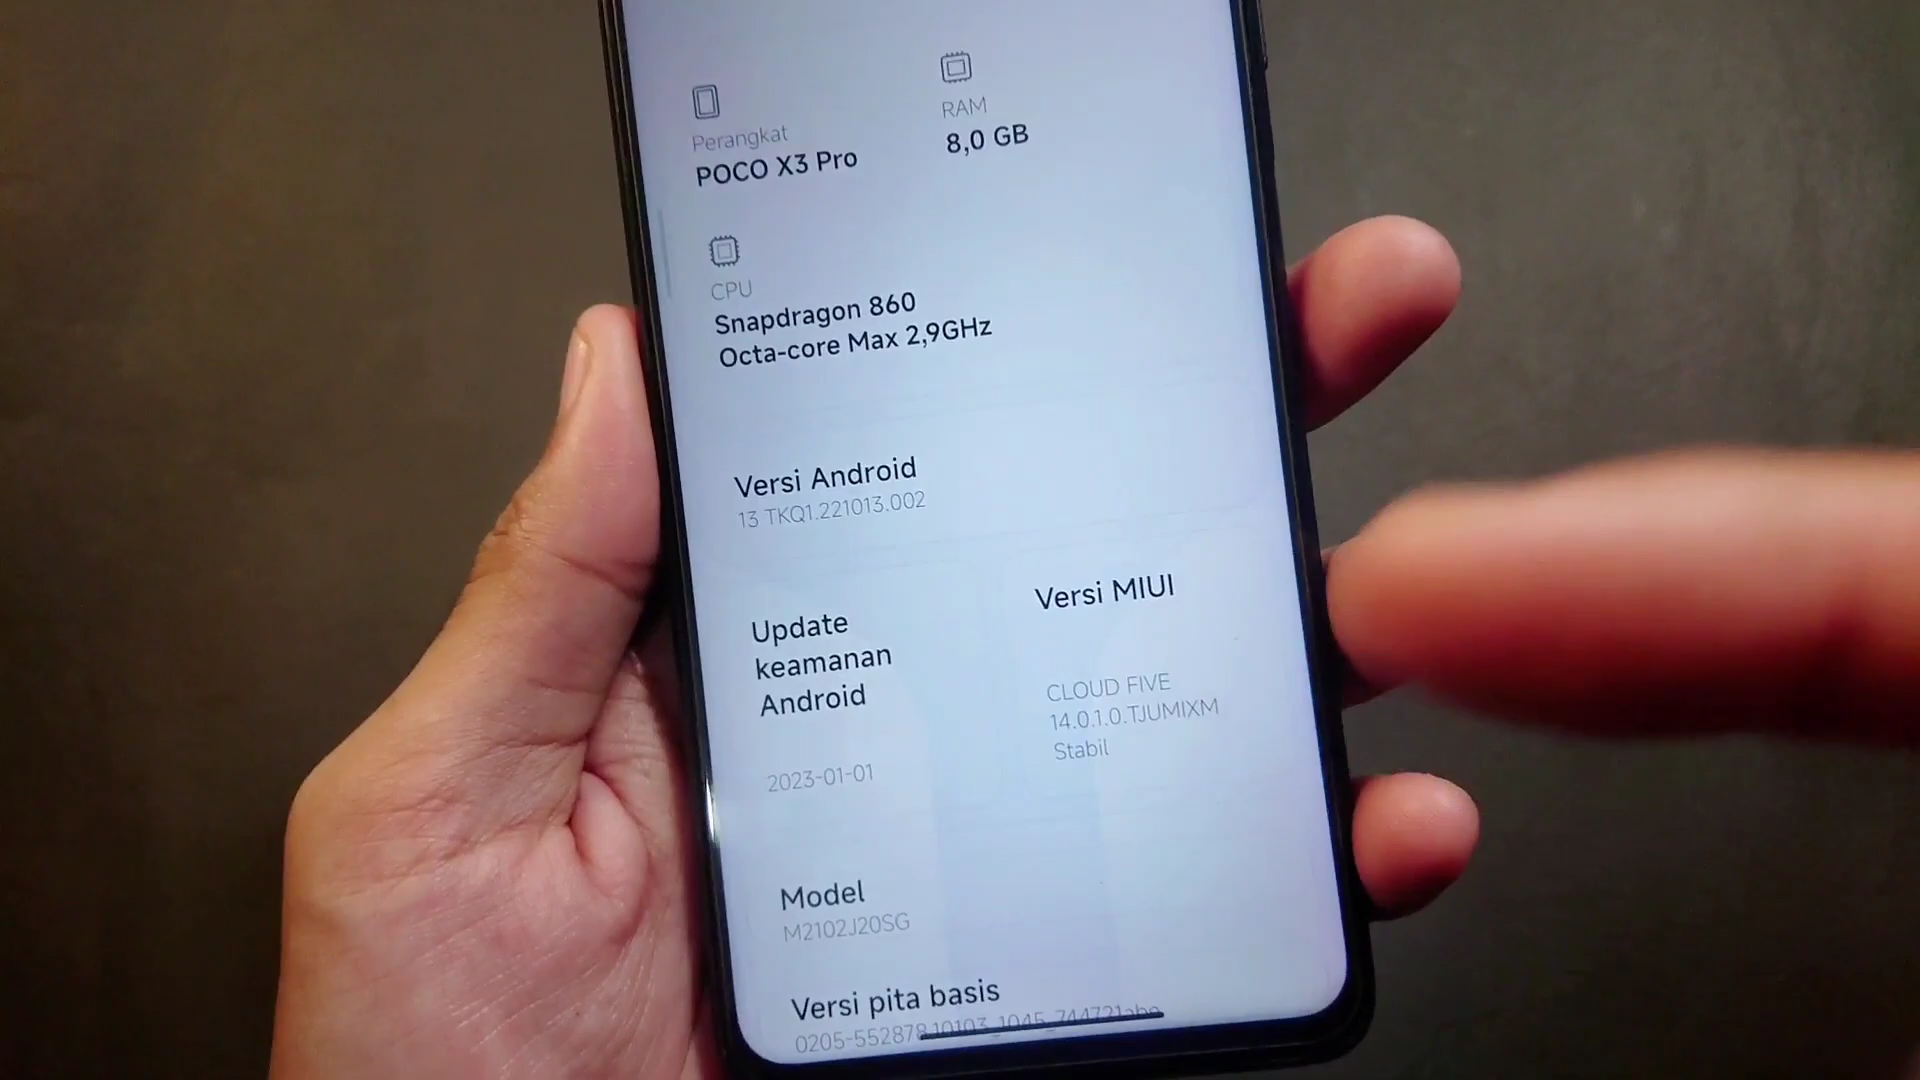 Perangkat
POCO X3 Pro
RAM
8,0 GB
CPU
Snapdragon 860
Octa-core Max 2,9GHz
Versi Android
13 TKQ1.221013.002
Update
keamanan
Android
2023-01-01
Versi MIUI
CLOUD FIVE
14.0.1.0.TJUMIXM
Stabil
Model
M2102J20SG
Versi pita basis